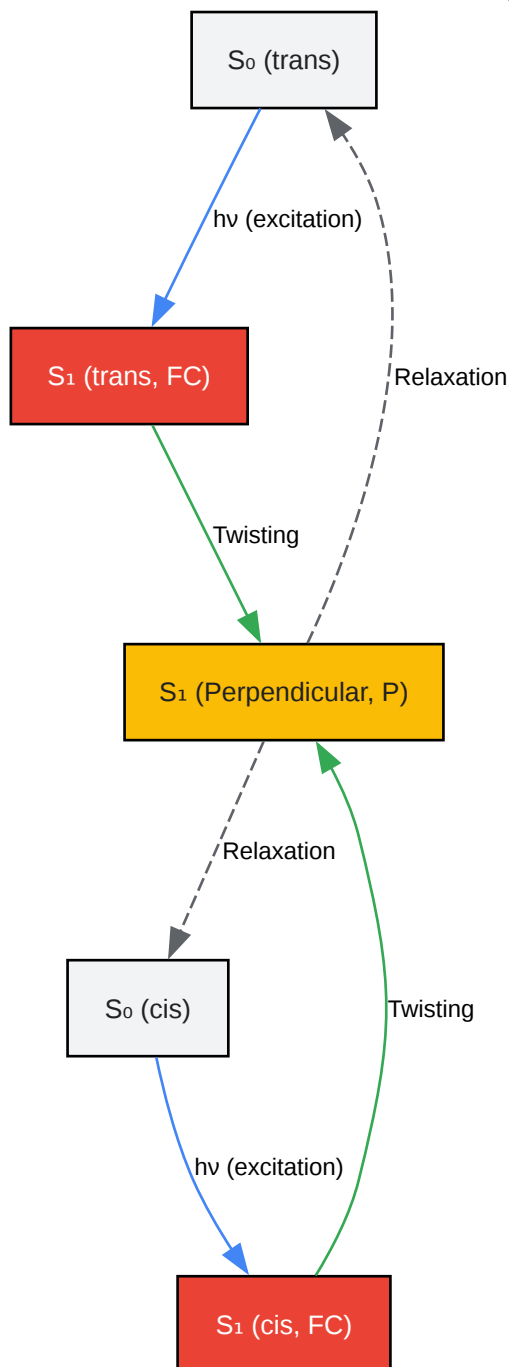 S₀ (trans)
hν (excitation)
S₁ (trans, FC)
Relaxation
Twisting
S₁ (Perpendicular, P)
Relaxation
S₀ (cis)
Twisting
hν (excitation)
S₁ (cis, FC)